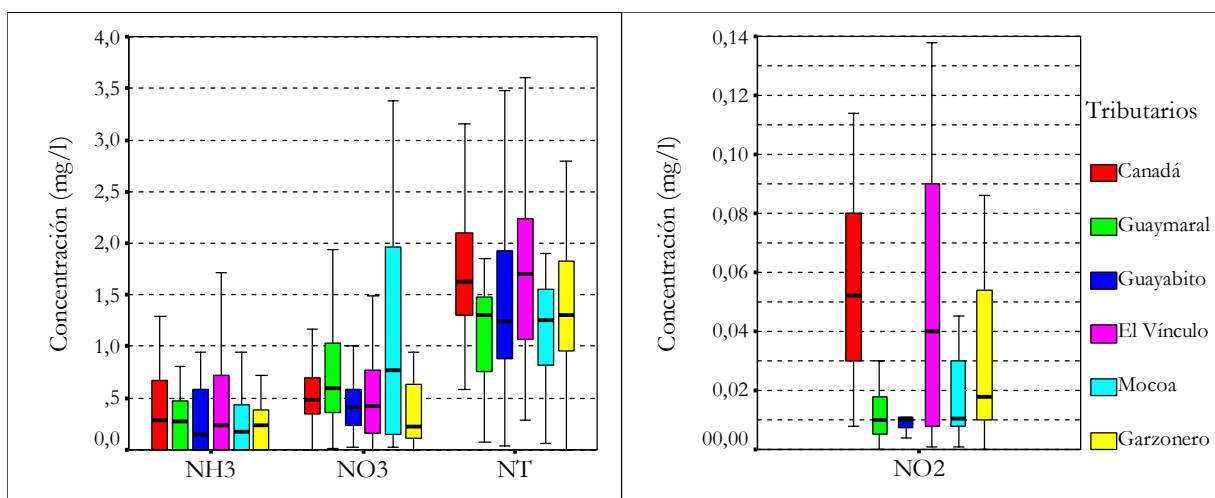 Concentración (mg/l)
4,0
3,5
3,0
2,5
2,0
1,5
1,0
,5
0,0
NH3 NO3 NT
Concentración (mg/l)
0,14
0,12
0,10
0,08
0,06
0,04
0,02
00,00
NO2
Tributarios
Canadá
Guaymaral
Guayabito
El Vínculo
Mocoa
Garzonero